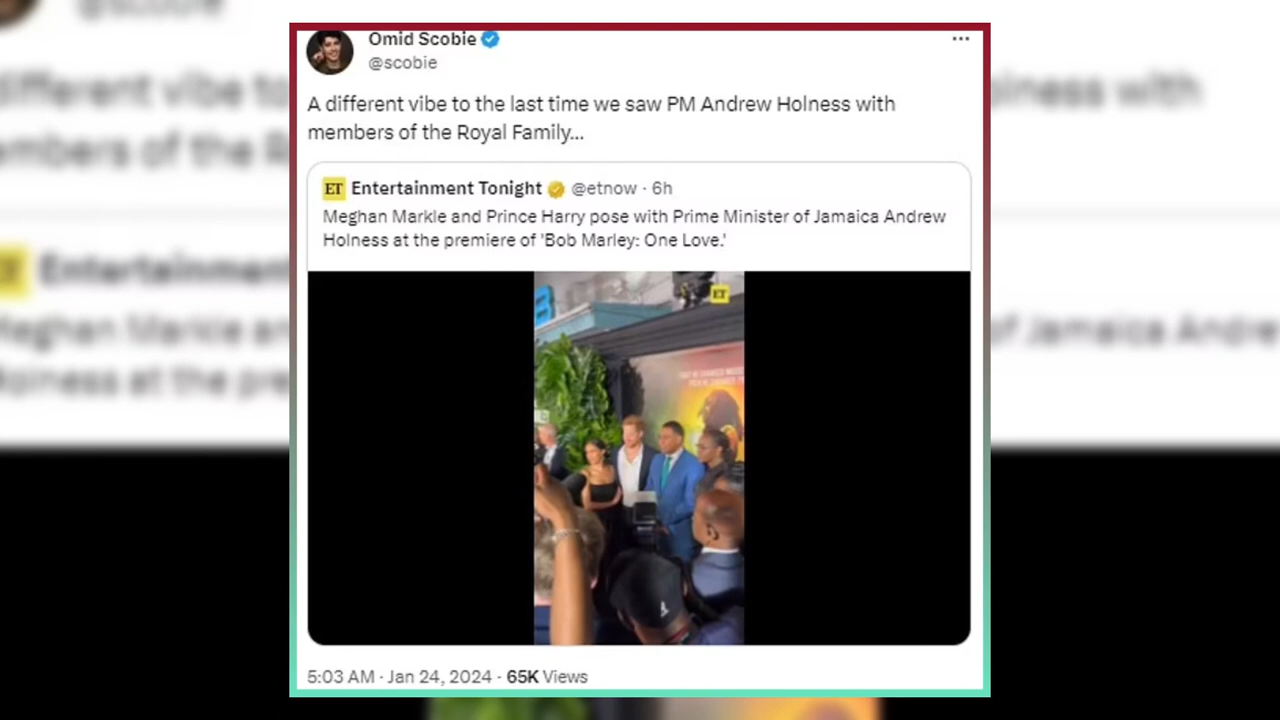 Omid Scobie
@scobie
A different vibe to the last time we saw PM Andrew Holness with
members of the Royal Family...
ET Entertainment Tonight @etnow · 6h
Meghan Markle and Prince Harry pose with Prime Minister of Jamaica Andrew
Holness at the premiere of 'Bob Marley: One Love.'
ET
5:03 AM · Jan 24, 2024 · 65K Views